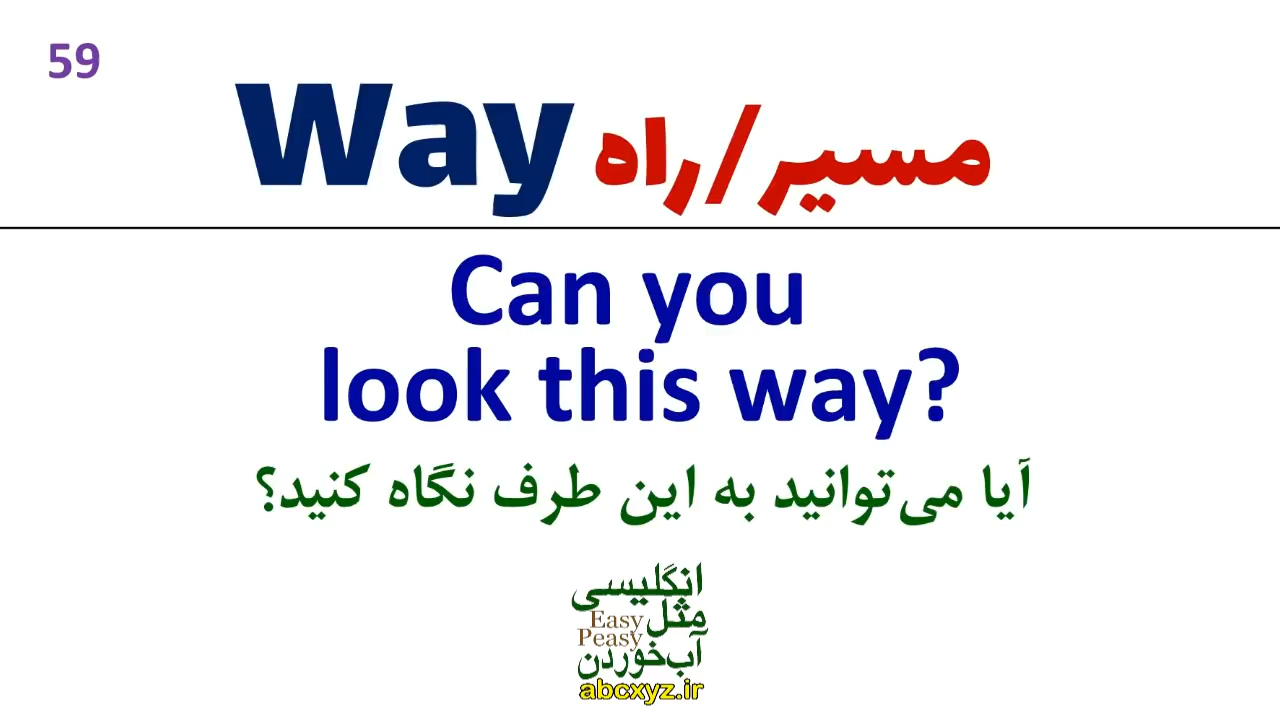 59
Way مسیر/راه
Can you
look this way?
آیا می‌توانید به این طرف نگاه کنید؟
انگلیسی
مثل Easy
Peasy
آب‌خوردن
abcxyz.ir